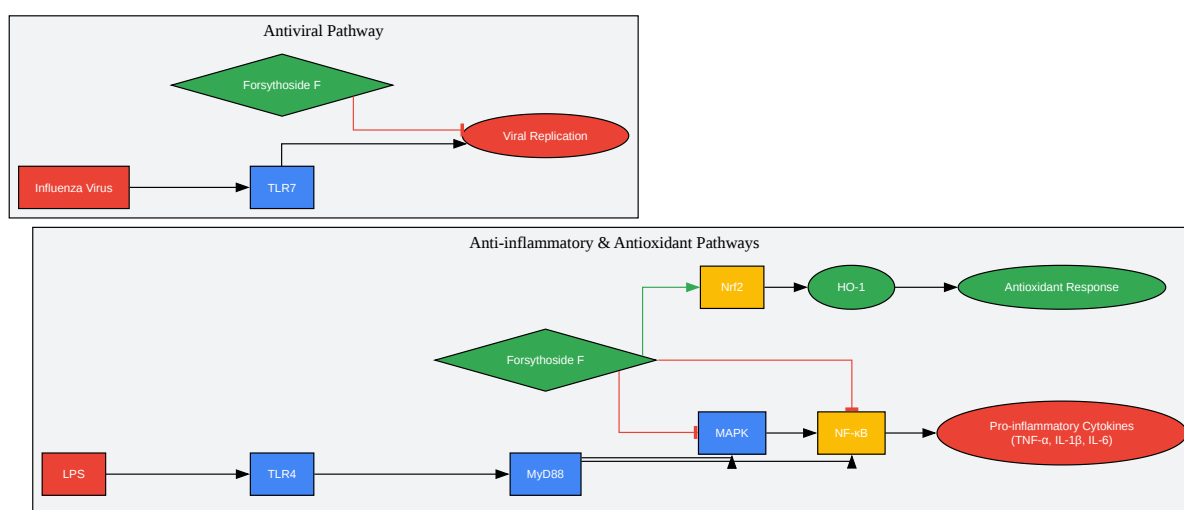 Antiviral Pathway
Forsythoside F
Viral Replication
Influenza Virus
TLR7
Anti-inflammatory & Antioxidant Pathways
Nrf2
HO-1
Antioxidant Response
Forsythoside F
MAPK
NF-κB
Pro-inflammatory Cytokines
(TNF-α, IL-1β, IL-6)
LPS
TLR4
MyD88